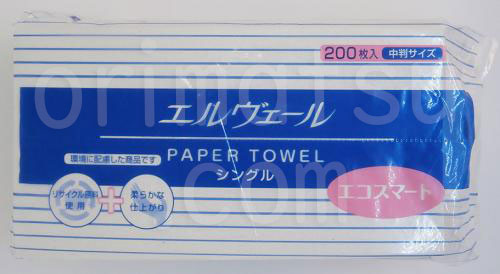 200枚入 中判サイズ
エルヴェール
PAPER TOWEL
シングル
環境に配慮した商品です
リサイクル原料
使用
柔らかな
仕上がり
エコスマート
orimatsu
.com